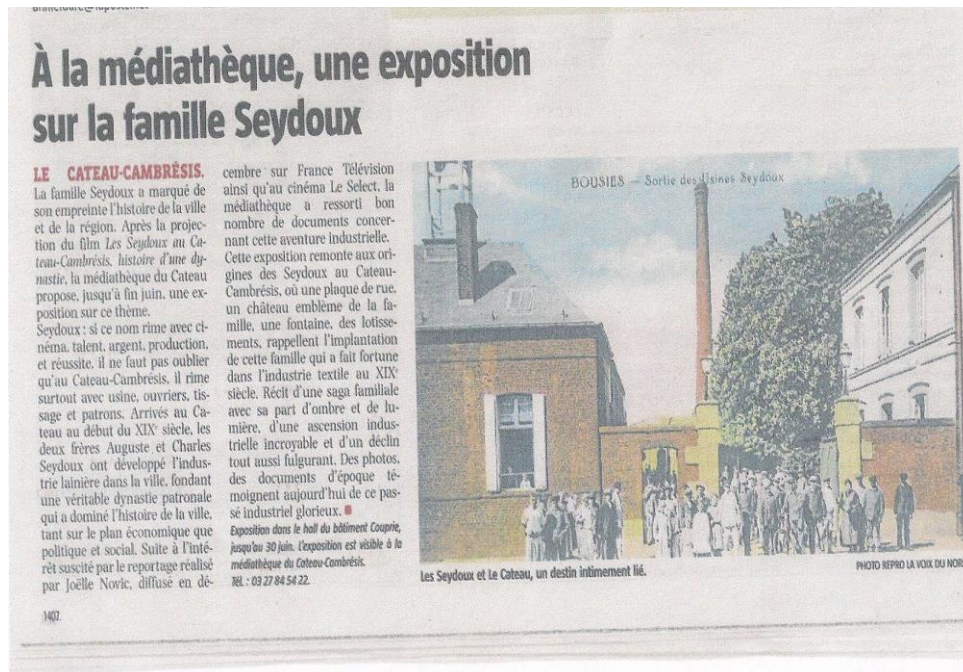 À la médiathèque, une exposition
sur la famille Seydoux
LE CATEAU-CAMBRÉSIS.
La famille Seydoux a marqué de
son empreinte l'histoire de la ville
et de la région. Après la projec-
tion du film Les Seydoux au Ca-
teau-Cambrésis, histoire d'une dy-
nastie, la médiathèque du Cateau
propose, jusqu'à fin juin, une ex-
position sur ce thème.
Seydoux : si ce nom rime avec ci-
néma, talent, argent, production,
et réussite, il ne faut pas oublier
qu'au Cateau-Cambrésis, il rime
surtout avec usine, ouvriers, tis-
sage et patrons. Arrivés au Ca-
teau au début du XIXe siècle, les
deux frères Auguste et Charles
Seydoux ont développé l'indus-
trie lainière dans la ville, fondant
une véritable dynastie patronale
qui a dominé l'histoire de la ville,
tant sur le plan économique que
politique et social. Suite à l'inté-
rêt suscité par le reportage réalisé
par Joëlle Novic, diffusé en dé-
cembre sur France Télévision
ainsi qu'au cinéma Le Select, la
médiathèque a ressorti bon
nombre de documents concer-
nant cette aventure industrielle.
Cette exposition remonte aux ori-
gines des Seydoux au Cateau-
Cambrésis, où une plaque de rue,
un château emblème de la fa-
mille, une fontaine, des lotisse-
ments, rappellent l'implantation
de cette famille qui a fait fortune
dans l'industrie textile au XIXe
siècle. Récit d'une saga familiale
avec sa part d'ombre et de lu-
mière, d'une ascension indus-
trielle incroyable et d'un déclin
tout aussi fulgurant. Des photos,
des documents d'époque té-
moignent aujourd'hui de ce pas-
sé industriel glorieux.
Exposition dans le hall du bâtiment Couprie,
jusqu'au 30 juin. L'exposition est visible à la
médiathèque du Cateau-Cambrésis.
Tél. : 03 27 84 54 22.
1407.
BOUSIES — Sortie des Usines Seydoux
Les Seydoux et Le Cateau, un destin intimement lié.
PHOTO REPRO LA VOIX DU NORD